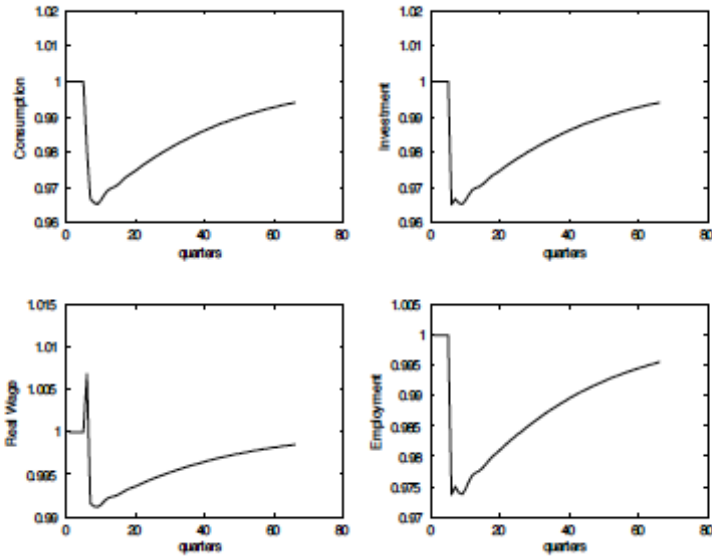 1.02 1.02
1.01 1.01
1 1
0.99 0.99
0.98 0.98
0.97 0.97
0.96 0.96
Consumption Investment
0 20 40 60 80 0 20 40 60 80
quarters quarters
1.015 1.005
1.01 1
1.005 0.995
1 0.99
0.995 0.985
0.99 0.98
0.975
0.97
Real Wage Employment
0 20 40 60 80 0 20 40 60 80
quarters quarters